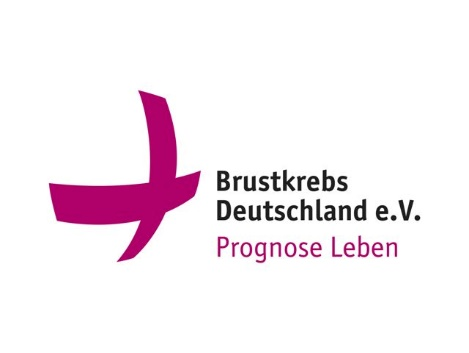 Brustkrebs
Deutschland e.V.
Prognose Leben